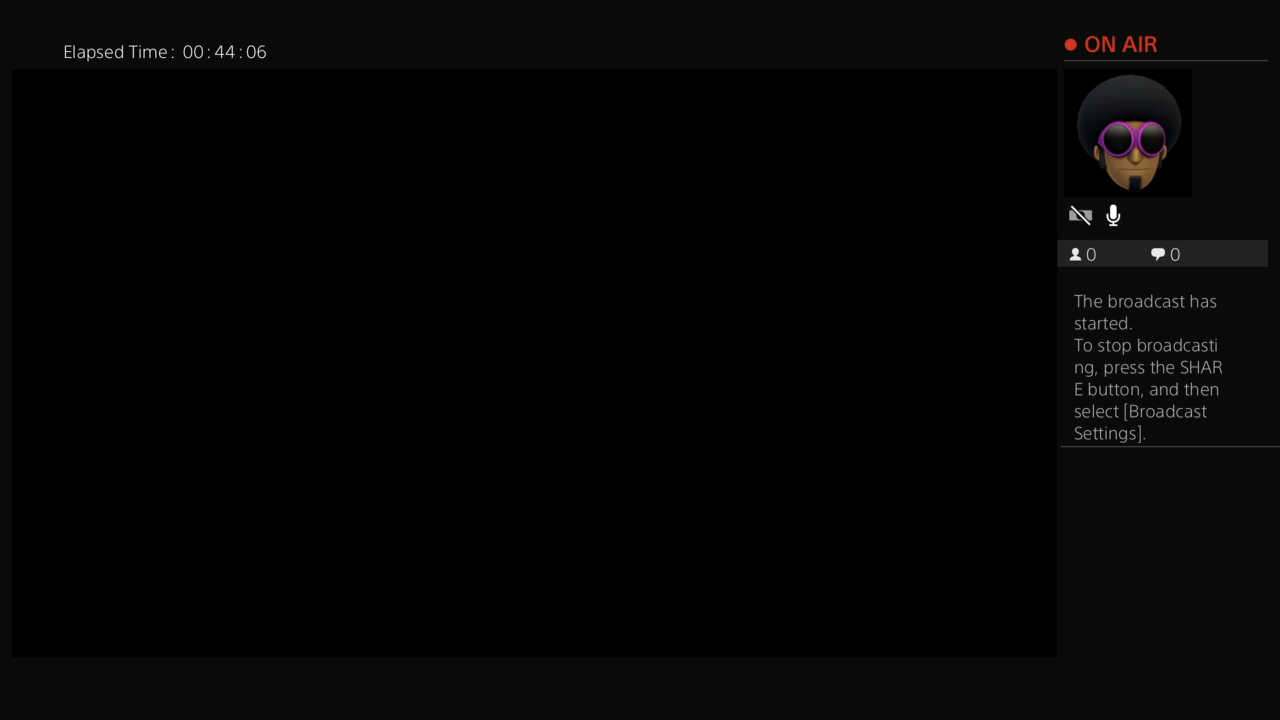 Elapsed Time: 00:44:06
ON AIR
0 0
The broadcast has
started.
To stop broadcasti
ng, press the SHAR
E button, and then
select [Broadcast
Settings].